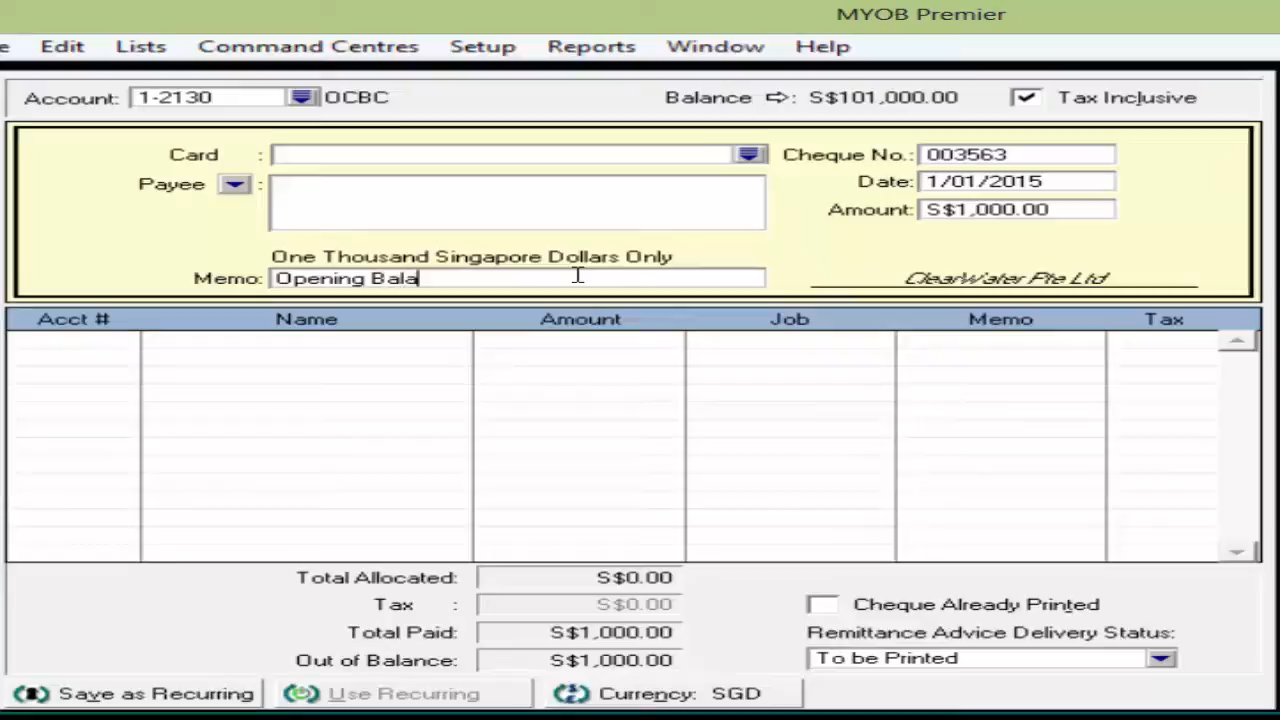 MYOB Premier
e Edit Lists Command Centres Setup Reports Window Help
Account: 1-2130 OCBC Balance ⇨: S$101,000.00 Tax Inclusive
Card : Cheque No.: 003563
Payee : Date: 1/01/2015
Amount: S$1,000.00
One Thousand Singapore Dollars Only
Memo: Opening Bala ClearWater Pte Ltd
Acct # Name Amount Job Memo Tax
Total Allocated: S$0.00
Tax : S$0.00 Cheque Already Printed
Total Paid: S$1,000.00 Remittance Advice Delivery Status:
Out of Balance: S$1,000.00 To be Printed
Save as Recurring Use Recurring Currency: SGD